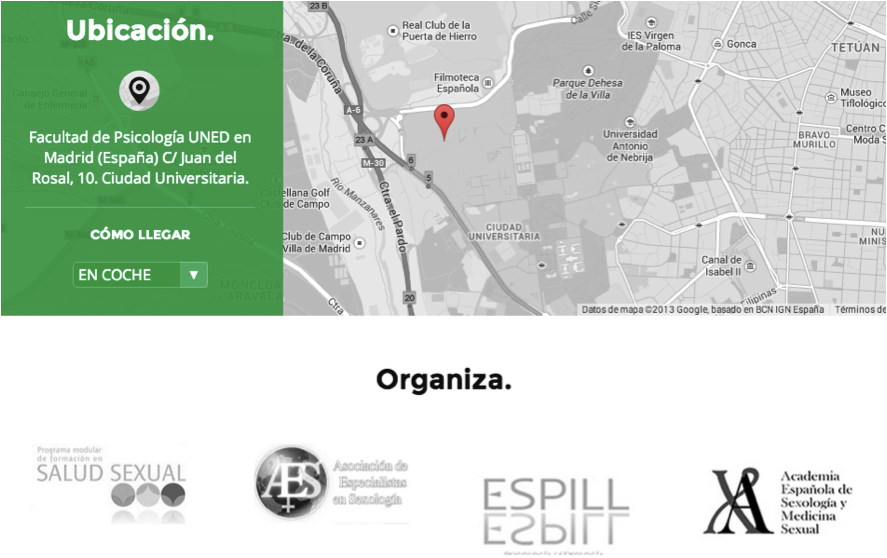 Ubicación.
Facultad de Psicología UNED en
Madrid (España) C/ Juan del
Rosal, 10. Ciudad Universitaria.
CÓMO LLEGAR
EN COCHE
Consejo General
de Enfermería
MONCLOA -
ARAVACA
23 B
Real Club de la
Puerta de Hierro
Ctra. de la Coruña
Filmoteca
Española
A-6
23 A
M-30
6
5
Río Manzanares
Ctra. el Pardo
Castellana Golf
Club de Campo
Club de Campo
Villa de Madrid
20
Ctra
CIUDAD
UNIVERSITARIA
Parque Dehesa
de la Villa
IES Virgen
de la Paloma
Gonca
TETUÁN
Museo
Tiflológico
Centro C
Moda S
BRAVO
MURILLO
Universidad
Antonio
de Nebrija
Canal de
Isabel II
Filipinas
NU
MINIS
Datos de mapa ©2013 Google, basado en BCN IGN España
Términos de
Organiza.
Programa modular
de formación en
SALUD SEXUAL
AES
Asociación de
Especialistas
en Sexología
ESPILL
Academia
Española de
Sexología y
Medicina
Sexual